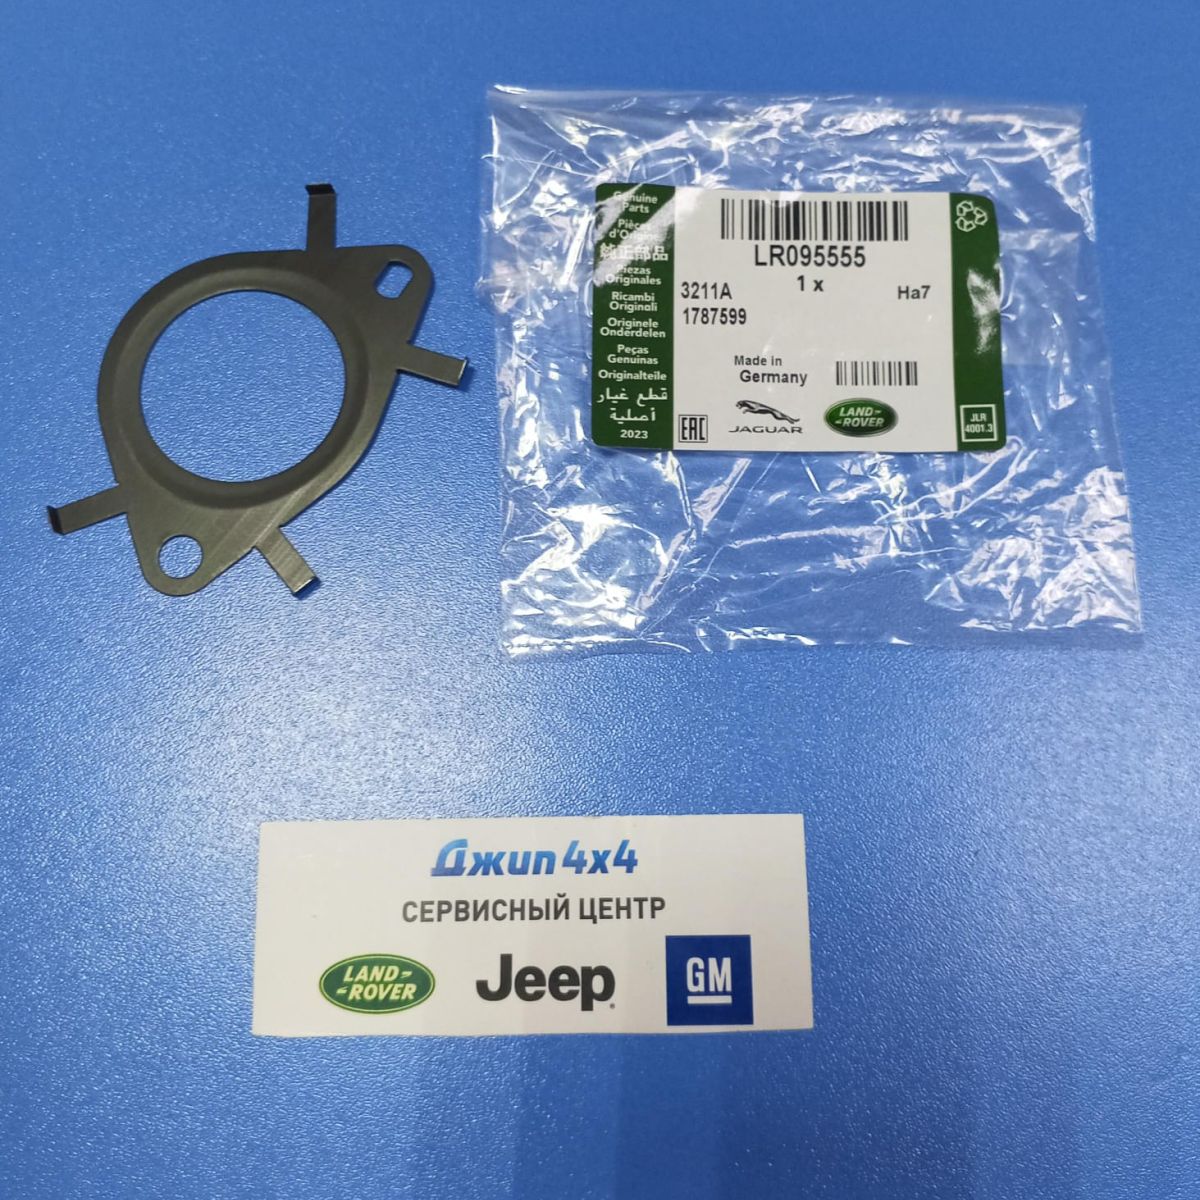 Genuine
Parts
Pièces
d'Origine
純正部品
Piezas
Originales
Ricambi
Originali
Originele
Onderdelen
Peças
Genuínas
Originalteile
قطع غيار
أصلية
2023
LR095555
1 x
3211A
Ha7
1787599
Made in
Germany
EAC
JAGUAR
LAND
ROVER
JLR
4001.3
Джип 4x4
СЕРВИСНЫЙ ЦЕНТР
LAND
ROVER
Jeep
GM